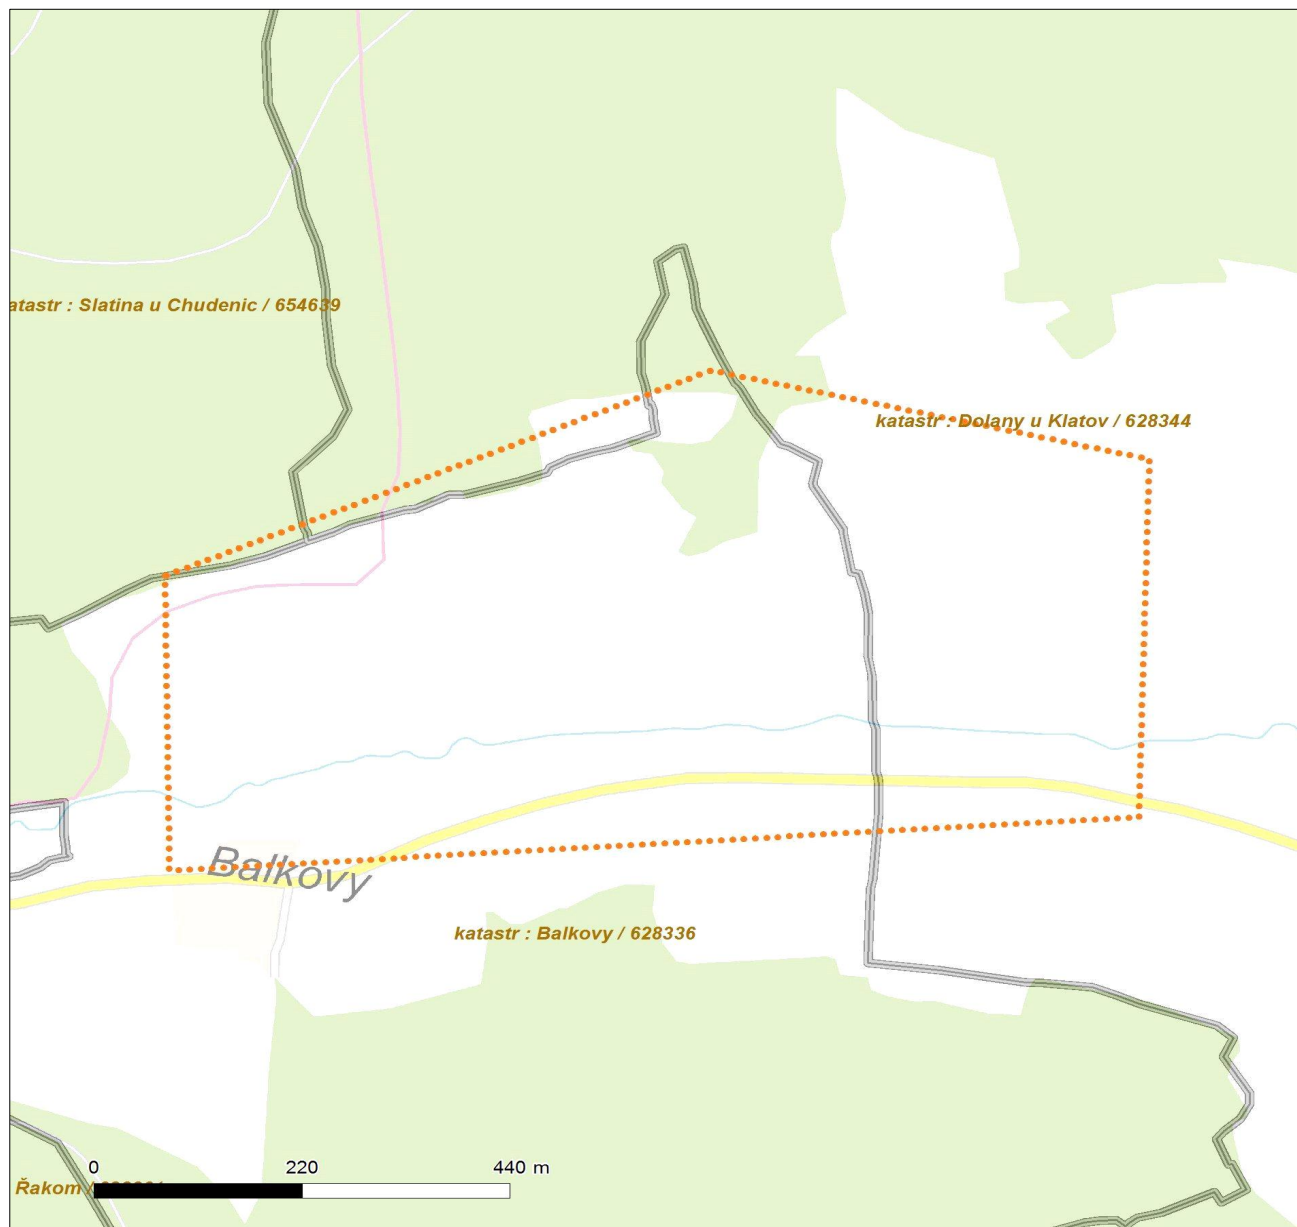 atastr : Slatina u Chudenic / 654639
katastr : Dolany u Klatov / 628344
Balkovy
katastr : Balkovy / 628336
0 220 440 m
Řakom /